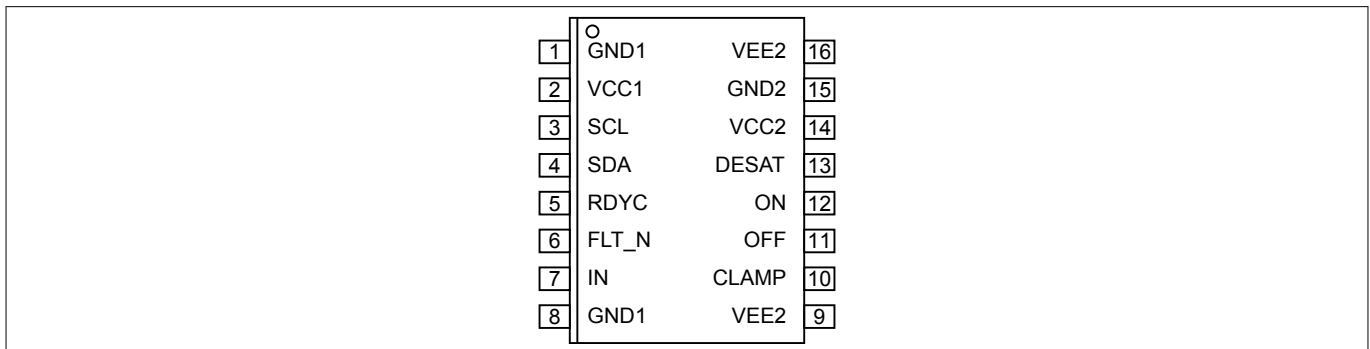 1 GND1 VEE2 16
2 VCC1 GND2 15
3 SCL VCC2 14
4 SDA DESAT 13
5 RDYC ON 12
6 FLT_N OFF 11
7 IN CLAMP 10
8 GND1 VEE2 9